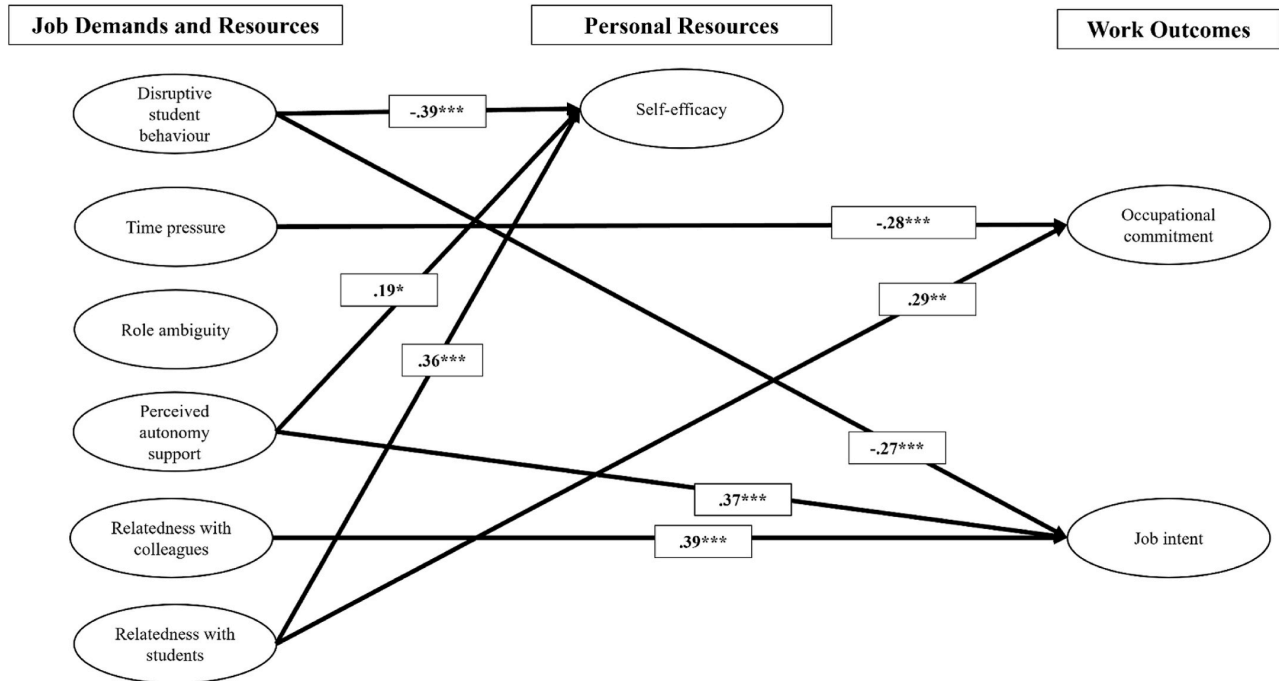 Job Demands and Resources
Personal Resources
Work Outcomes
Disruptive
student
behaviour
-.39***
Self-efficacy
Time pressure
-.28***
Occupational
commitment
.19*
.29**
Role ambiguity
.36***
Perceived
autonomy
support
-.27***
.37***
Relatedness with
colleagues
.39***
Job intent
Relatedness with
students